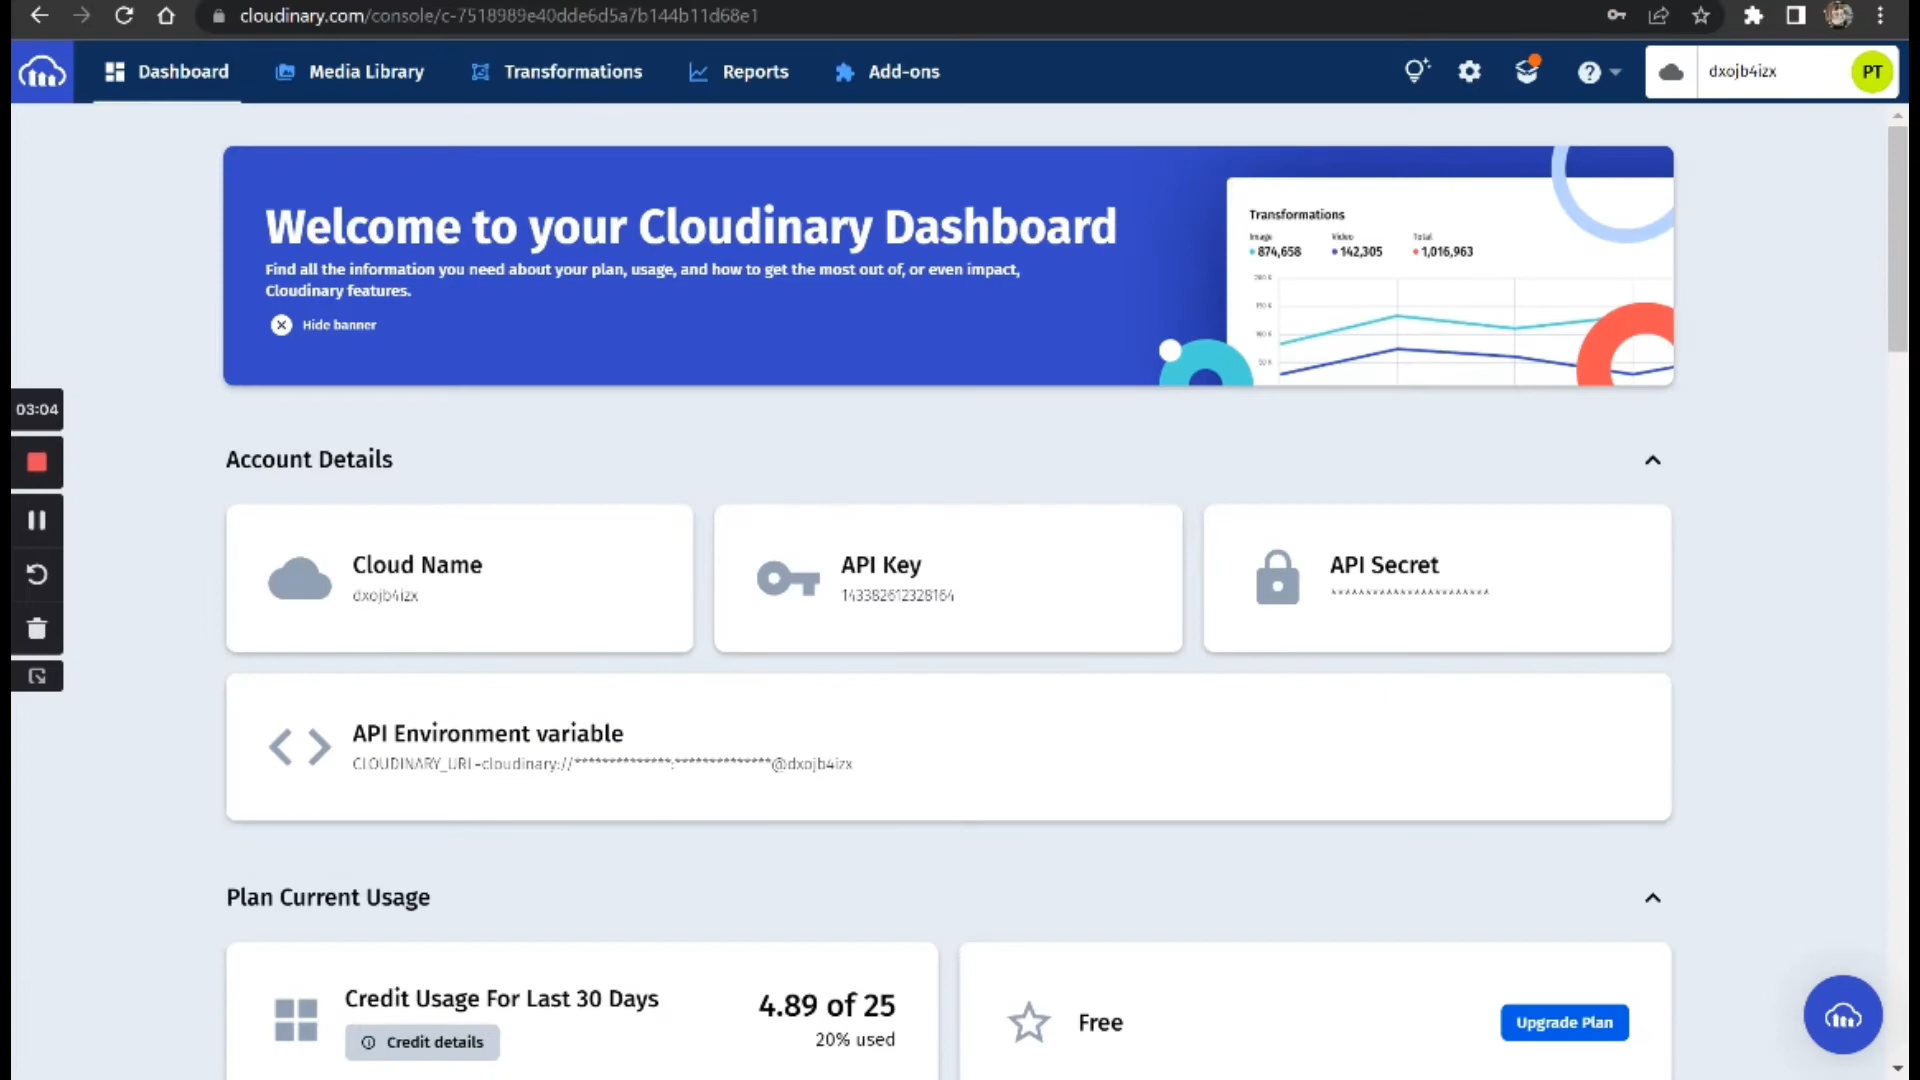 cloudinary.com/console/c-7518989e40dde6d5a7b144b11d68e1
Dashboard
Media Library
Transformations
Reports
Add-ons
dxojb4izx
PT
Welcome to your Cloudinary Dashboard
Find all the information you need about your plan, usage, and how to get the most out of, or even impact,
Cloudinary features.
Hide banner
Transformations
Image Video Total
874,658 142,305 1,016,963
03:04
Account Details
Cloud Name
dxojb4izx
API Key
143382612328164
API Secret
***********************
API Environment variable
CLOUDINARY_URL=cloudinary://**************:**************@dxojb4izx
Plan Current Usage
Credit Usage For Last 30 Days
4.89 of 25
Credit details
20% used
Free
Upgrade Plan